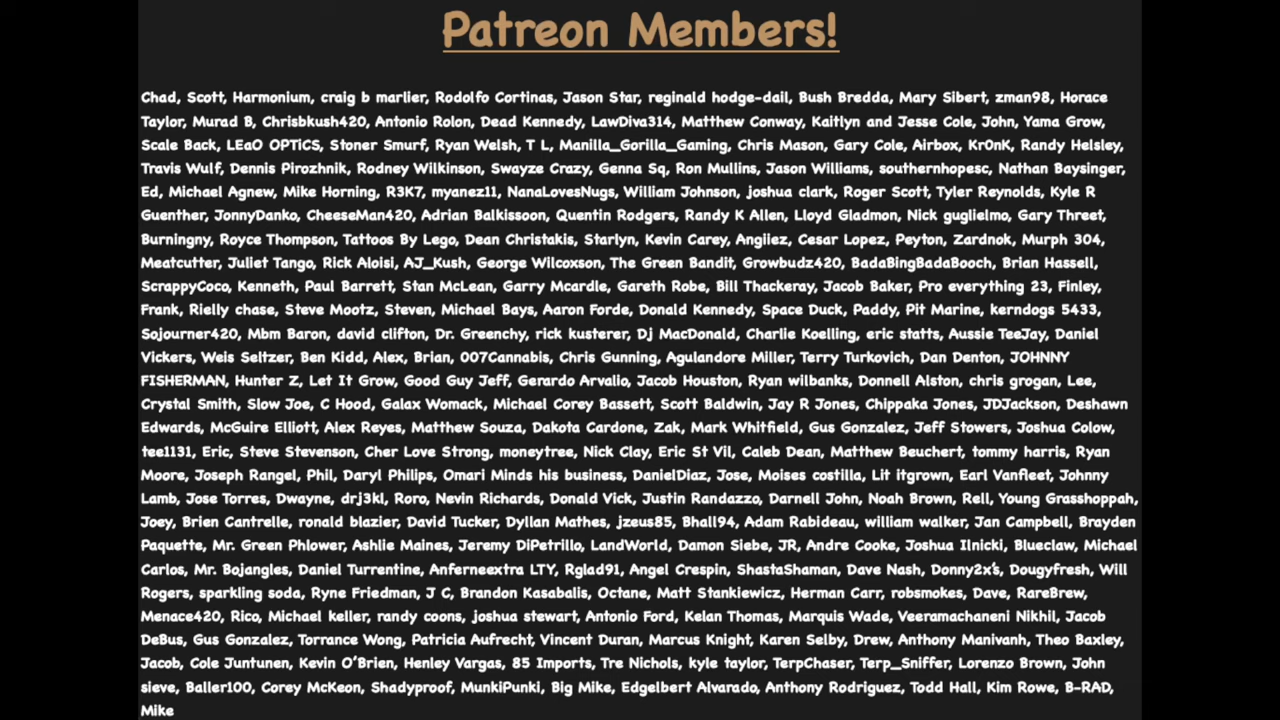 Patreon Members!
Chad, Scott, Harmonium, craig b marlier, Rodolfo Cortinas, Jason Star, reginald hodge-dail, Bush Bredda, Mary Sibert, zman98, Horace
Taylor, Murad B, Chrisbkush420, Antonio Rolon, Dead Kennedy, LawDiva314, Matthew Conway, Kaitlyn and Jesse Cole, John, Yama Grow,
Scale Back, LEaO OPTiCS, Stoner Smurf, Ryan Welsh, T L, Manilla_Gorilla_Gaming, Chris Mason, Gary Cole, Airbox, Kr0nK, Randy Helsley,
Travis Wulf, Dennis Pirozhnik, Rodney Wilkinson, Swayze Crazy, Genna Sq, Ron Mullins, Jason Williams, southernhopesc, Nathan Baysinger,
Ed, Michael Agnew, Mike Horning, R3K7, myanez11, NanaLovesNugs, William Johnson, joshua clark, Roger Scott, Tyler Reynolds, Kyle R
Guenther, JonnyDanko, CheeseMan420, Adrian Balkissoon, Quentin Rodgers, Randy K Allen, Lloyd Gladmon, Nick guglielmo, Gary Threet,
Burningny, Royce Thompson, Tattoos By Lego, Dean Christakis, Starlyn, Kevin Carey, Angiiez, Cesar Lopez, Peyton, Zardnok, Murph 304,
Meatcutter, Juliet Tango, Rick Aloisi, AJ_Kush, George Wilcoxson, The Green Bandit, Growbudz420, BadaBingBadaBooch, Brian Hassell,
ScrappyCoco, Kenneth, Paul Barrett, Stan McLean, Garry Mcardle, Gareth Robe, Bill Thackeray, Jacob Baker, Pro everything 23, Finley,
Frank, Rielly chase, Steve Mootz, Steven, Michael Bays, Aaron Forde, Donald Kennedy, Space Duck, Paddy, Pit Marine, kerndogs 5433,
Sojourner420, Mbm Baron, david clifton, Dr. Greenchy, rick kusterer, Dj MacDonald, Charlie Koelling, eric statts, Aussie TeeJay, Daniel
Vickers, Weis Seltzer, Ben Kidd, Alex, Brian, 007Cannabis, Chris Gunning, Agulandore Miller, Terry Turkovich, Dan Denton, JOHNNY
FISHERMAN, Hunter Z, Let It Grow, Good Guy Jeff, Gerardo Arvalio, Jacob Houston, Ryan wilbanks, Donnell Alston, chris grogan, Lee,
Crystal Smith, Slow Joe, C Hood, Galax Womack, Michael Corey Bassett, Scott Baldwin, Jay R Jones, Chippaka Jones, JDJackson, Deshawn
Edwards, McGuire Elliott, Alex Reyes, Matthew Souza, Dakota Cardone, Zak, Mark Whitfield, Gus Gonzalez, Jeff Stowers, Joshua Colow,
tee1131, Eric, Steve Stevenson, Cher Love Strong, moneytree, Nick Clay, Eric St Vil, Caleb Dean, Matthew Beuchert, tommy harris, Ryan
Moore, Joseph Rangel, Phil, Daryl Philips, Omari Minds his business, DanielDiaz, Jose, Moises costilla, Lit itgrown, Earl Vanfleet, Johnny
Lamb, Jose Torres, Dwayne, drj3kl, Roro, Nevin Richards, Donald Vick, Justin Randazzo, Darnell John, Noah Brown, Rell, Young Grasshoppah,
Joey, Brien Cantrelle, ronald blazier, David Tucker, Dyllan Mathes, jzeus85, Bhall94, Adam Rabideau, william walker, Jan Campbell, Brayden
Paquette, Mr. Green Phlower, Ashlie Maines, Jeremy DiPetrillo, LandWorld, Damon Siebe, JR, Andre Cooke, Joshua Ilnicki, Blueclaw, Michael
Carlos, Mr. Bojangles, Daniel Turrentine, Anferneextra LTY, Rglad91, Angel Crespin, ShastaShaman, Dave Nash, Donny2x's, Dougyfresh, Will
Rogers, sparkling soda, Ryne Friedman, J C, Brandon Kasabalis, Octane, Matt Stankiewicz, Herman Carr, robsmokes, Dave, RareBrew,
Menace420, Rico, Michael keller, randy coons, joshua stewart, Antonio Ford, Kelan Thomas, Marquis Wade, Veeramachaneni Nikhil, Jacob
DeBus, Gus Gonzalez, Torrance Wong, Patricia Aufrecht, Vincent Duran, Marcus Knight, Karen Selby, Drew, Anthony Manivanh, Theo Baxley,
Jacob, Cole Juntunen, Kevin O'Brien, Henley Vargas, 85 Imports, Tre Nichols, kyle taylor, TerpChaser, Terp_Sniffer, Lorenzo Brown, John
sieve, Baller100, Corey McKeon, Shadyproof, MunkiPunki, Big Mike, Edgelbert Alvarado, Anthony Rodriguez, Todd Hall, Kim Rowe, B-RAD,
Mike